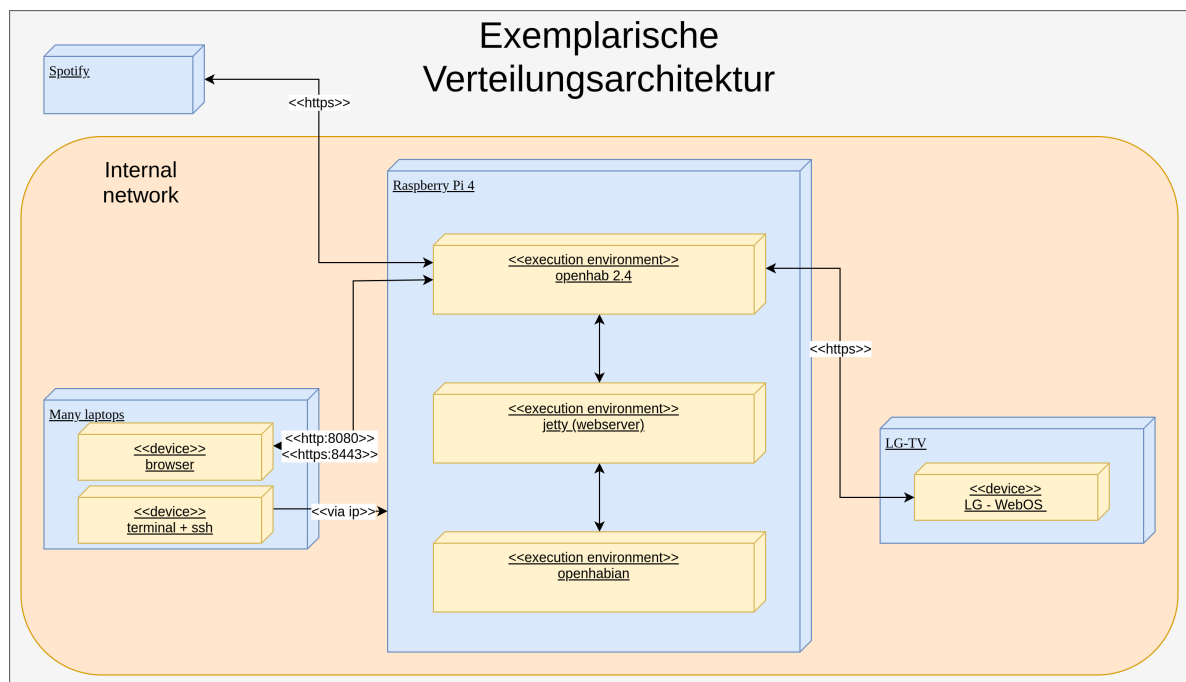 Exemplarische
Verteilungsarchitektur
Spotify
<<https>>
Internal
network
Raspberry Pi 4
<<execution environment>>
openhab 2.4
<<https>>
<<execution environment>>
jetty (webserver)
Many laptops
<<device>>
browser
<<http:8080>>
<<https:8443>>
<<device>>
terminal + ssh
<<via ip>>
LG-TV
<<device>>
LG - WebOS
<<execution environment>>
openhabian